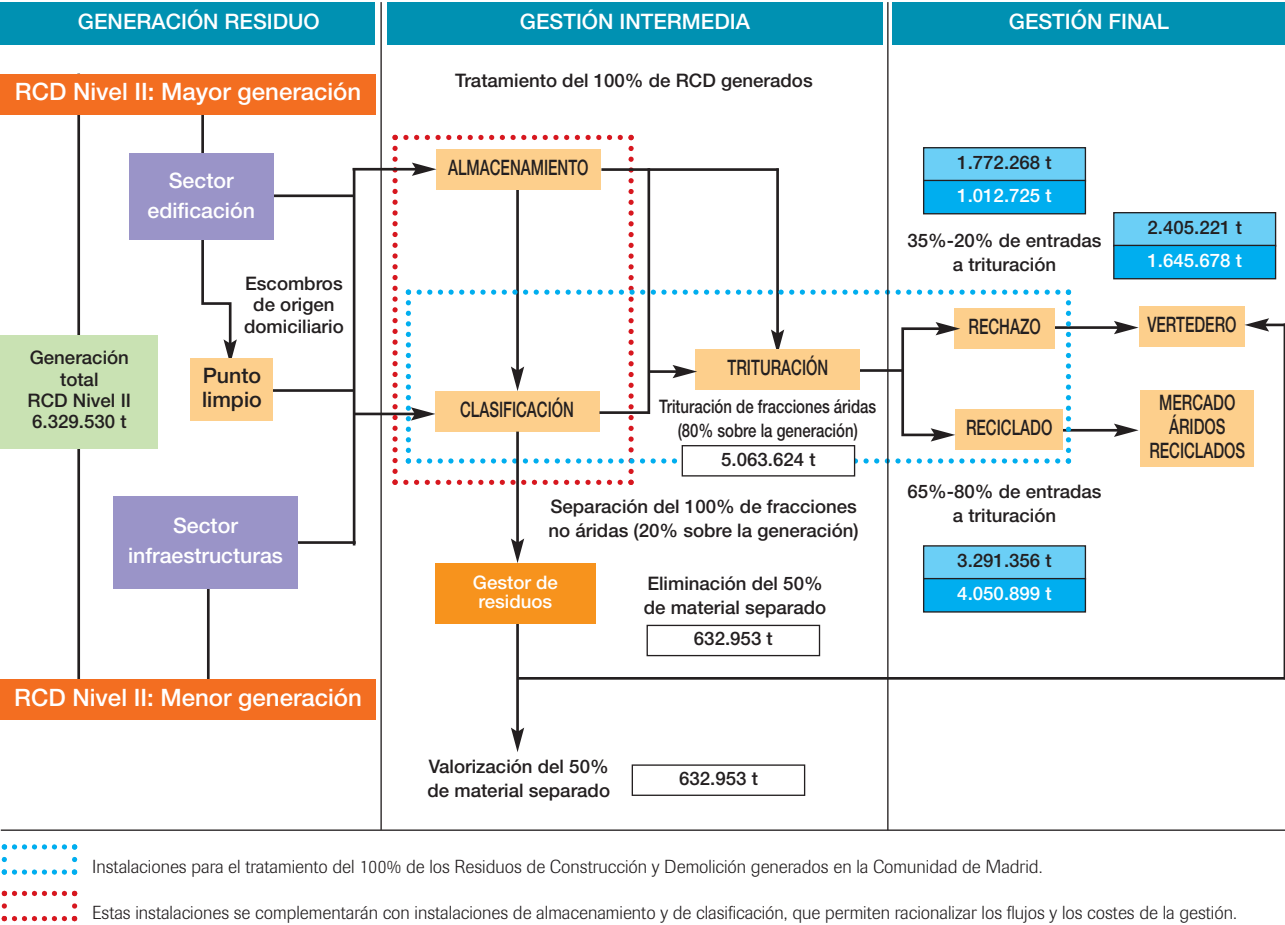 GENERACIÓN RESIDUO
GESTIÓN INTERMEDIA
GESTIÓN FINAL
RCD Nivel II: Mayor generación
Sector
edificación
Escombros
de origen
domiciliario
Generación
total
RCD Nivel II
6.329.530 t
Punto
limpio
Sector
infraestructuras
RCD Nivel II: Menor generación
Tratamiento del 100% de RCD generados
ALMACENAMIENTO
CLASIFICACIÓN
TRITURACIÓN
Trituración de fracciones áridas
(80% sobre la generación)
5.063.624 t
Separación del 100% de fracciones
no áridas (20% sobre la generación)
Gestor de
residuos
Eliminación del 50%
de material separado
632.953 t
Valorización del 50%
de material separado
632.953 t
1.772.268 t
1.012.725 t
35%-20% de entradas
a trituración
2.405.221 t
1.645.678 t
RECHAZO
VERTEDERO
RECICLADO
MERCADO
ÁRIDOS
RECICLADOS
65%-80% de entradas
a trituración
3.291.356 t
4.050.899 t
Instalaciones para el tratamiento del 100% de los Residuos de Construcción y Demolición generados en la Comunidad de Madrid.
Estas instalaciones se complementarán con instalaciones de almacenamiento y de clasificación, que permiten racionalizar los flujos y los costes de la gestión.